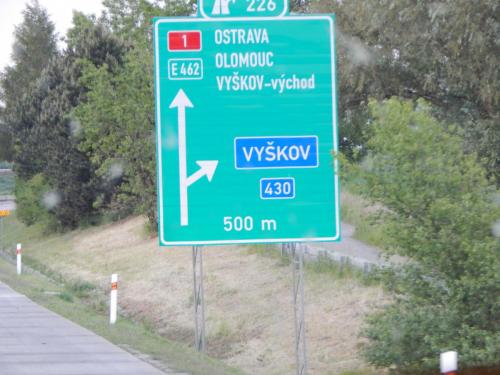 226
1 OSTRAVA
E 462 OLOMOUC
VYŠKOV-východ
VYŠKOV
430
500 m